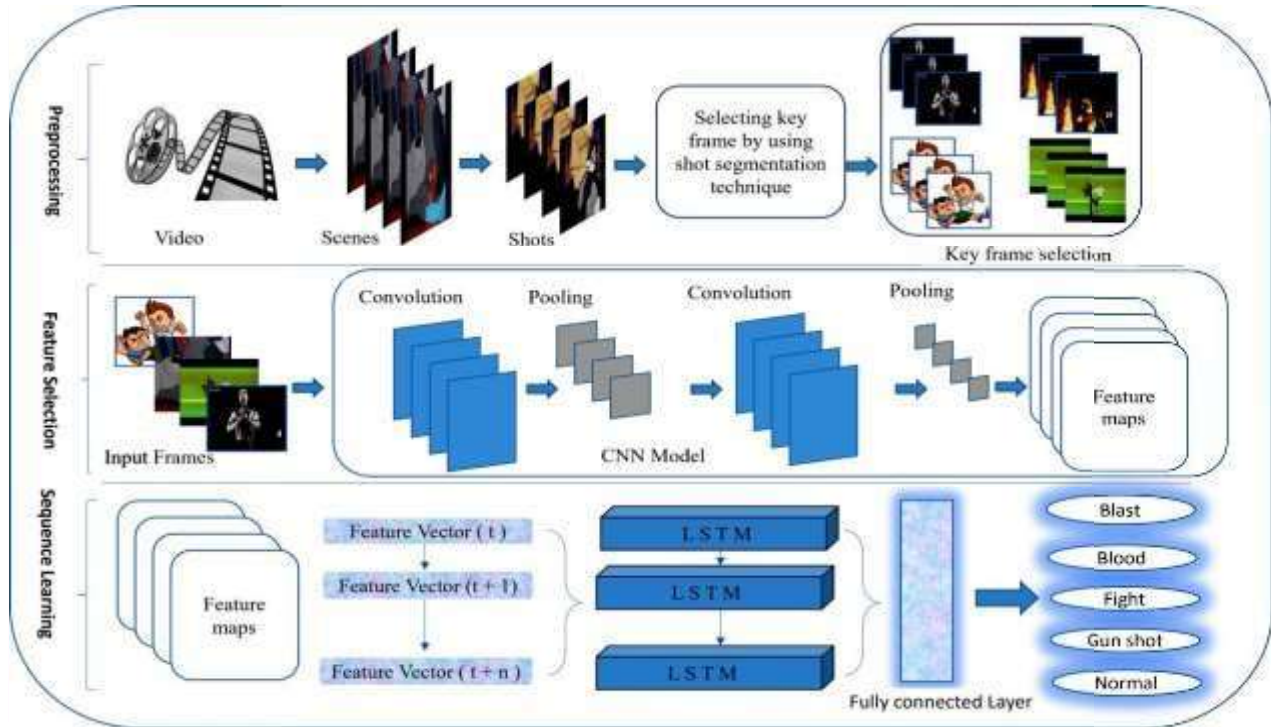 Preprocessing
Video
Scenes
Shots
Selecting key
frame by using
shot segmentation
technique
Key frame selection
Feature Selection
Input Frames
Convolution
Pooling
Convolution
Pooling
CNN Model
Feature
maps
Sequence Learning
Feature
maps
Feature Vector ( t )
Feature Vector (t + 1)
Feature Vector ( t + n )
L S T M
L S T M
L S T M
Fully connected Layer
Blast
Blood
Fight
Gun shot
Normal